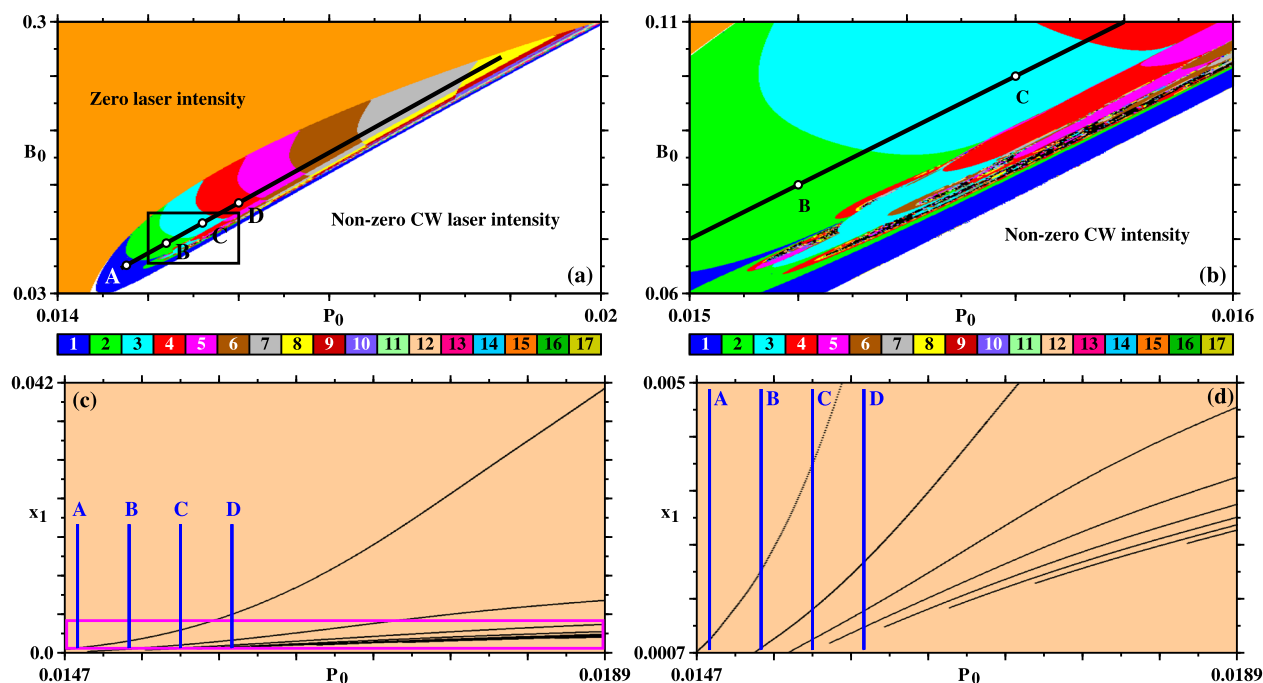 0.3
Zero laser intensity
B0
Non-zero CW laser intensity
A
B
C
D
(a)
0.03
0.014
P0
0.02
1 2 3 4 5 6 7 8 9 10 11 12 13 14 15 16 17
0.11
B0
B
C
Non-zero CW intensity
(b)
0.06
0.015
P0
0.016
1 2 3 4 5 6 7 8 9 10 11 12 13 14 15 16 17
0.042
(c)
x1
A B C D
0.0
0.0147
P0
0.0189
0.005
A B C D
(d)
x1
0.0007
0.0147
P0
0.0189